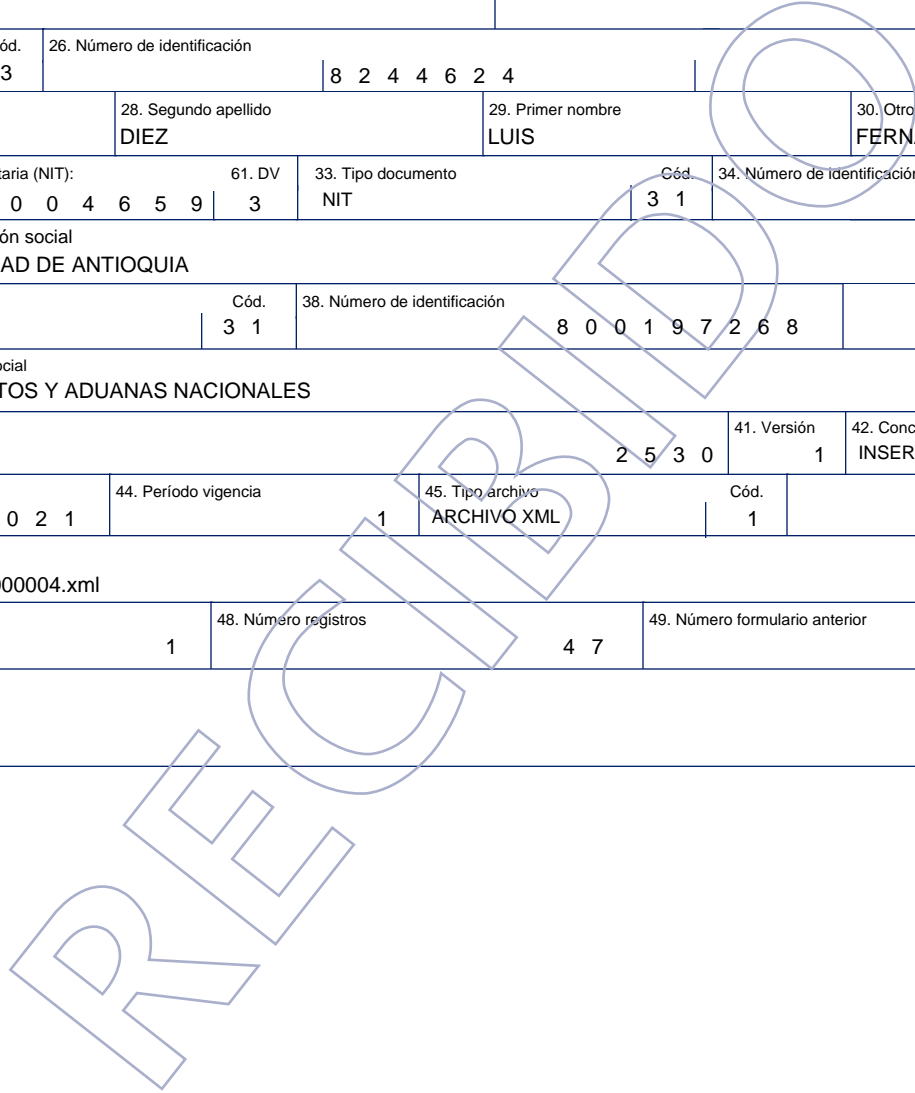 ód. 26. Número de identificación
3 8 2 4 4 6 2 4
28. Segundo apellido 29. Primer nombre 30. Otro
DIEZ LUIS FERNA
taria (NIT): 61. DV 33. Tipo documento Cód. 34. Número de identificación
0 0 4 6 5 9 3 NIT 3 1
ón social
AD DE ANTIOQUIA
Cód. 38. Número de identificación
3 1 8 0 0 1 9 7 2 6 8
ocial
TOS Y ADUANAS NACIONALES
41. Versión 42. Conc
2 5 3 0 1 INSER
44. Período vigencia 45. Tipo archivo Cód.
0 2 1 1 ARCHIVO XML 1
000004.xml
48. Número registros 49. Número formulario anterior
1 4 7
RECIBIDO